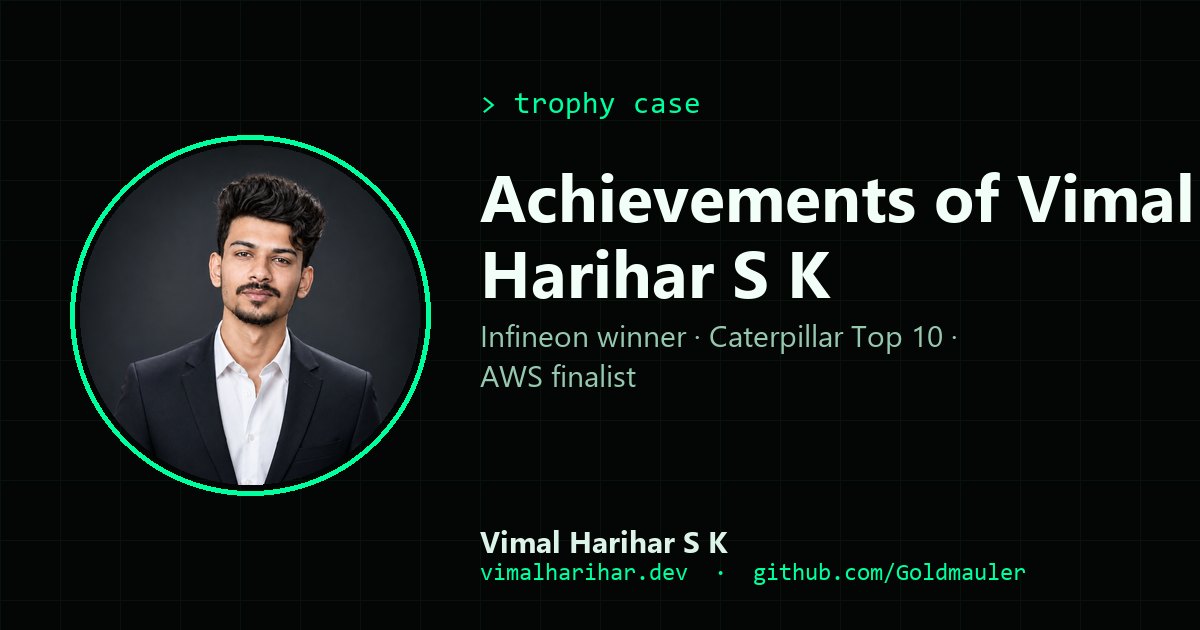 > trophy case
Achievements of Vimal
Harihar S K
Infineon winner · Caterpillar Top 10 ·
AWS finalist
Vimal Harihar S K
vimalharihar.dev · github.com/Goldmauler